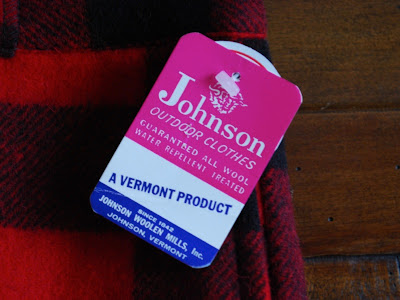 Johnson
OUTDOOR CLOTHES
GUARANTEED ALL WOOL
WATER REPELLENT TREATED
A VERMONT PRODUCT
SINCE 1842
JOHNSON WOOLEN MILLS, Inc.
JOHNSON, VERMONT